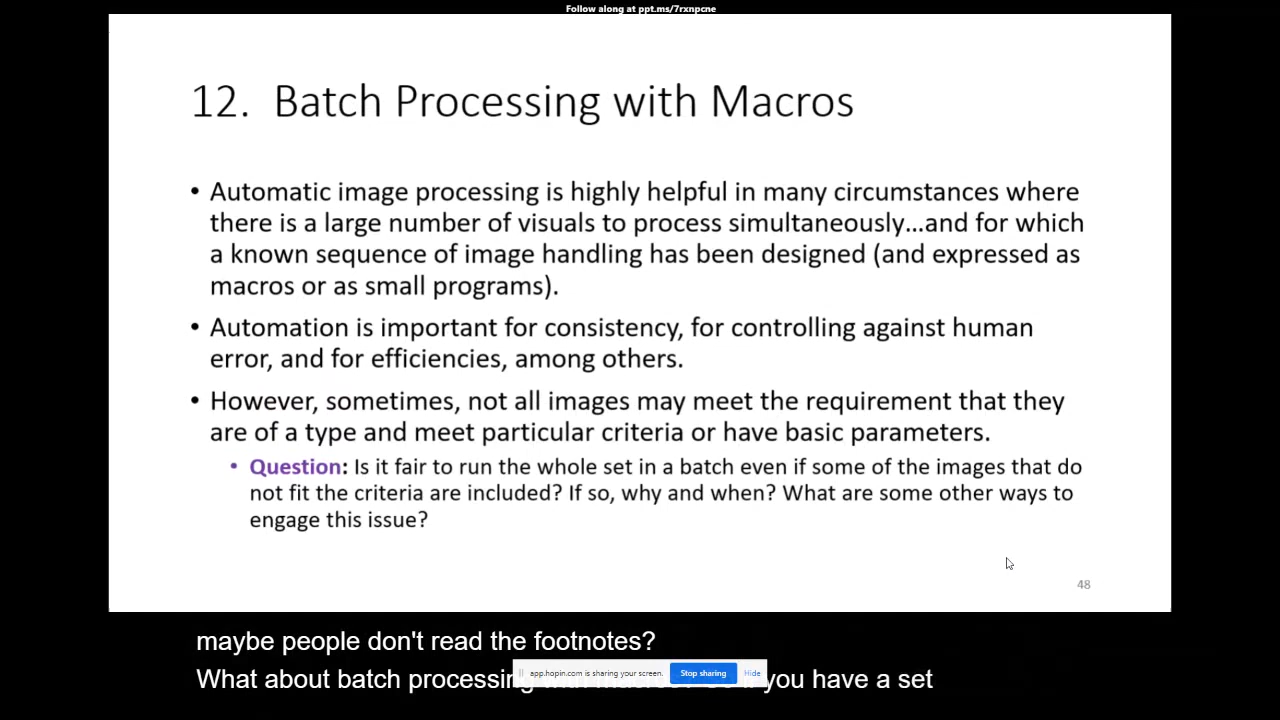 Follow along at ppt.ms/7rxnpcne
12. Batch Processing with Macros
• Automatic image processing is highly helpful in many circumstances where
there is a large number of visuals to process simultaneously…and for which
a known sequence of image handling has been designed (and expressed as
macros or as small programs).
• Automation is important for consistency, for controlling against human
error, and for efficiencies, among others.
• However, sometimes, not all images may meet the requirement that they
are of a type and meet particular criteria or have basic parameters.
• Question: Is it fair to run the whole set in a batch even if some of the images that do
not fit the criteria are included? If so, why and when? What are some other ways to
engage this issue?
48
maybe people don't read the footnotes?
What about batch processing you have a set
app.hopin.com is sharing your screen. Stop sharing Hide